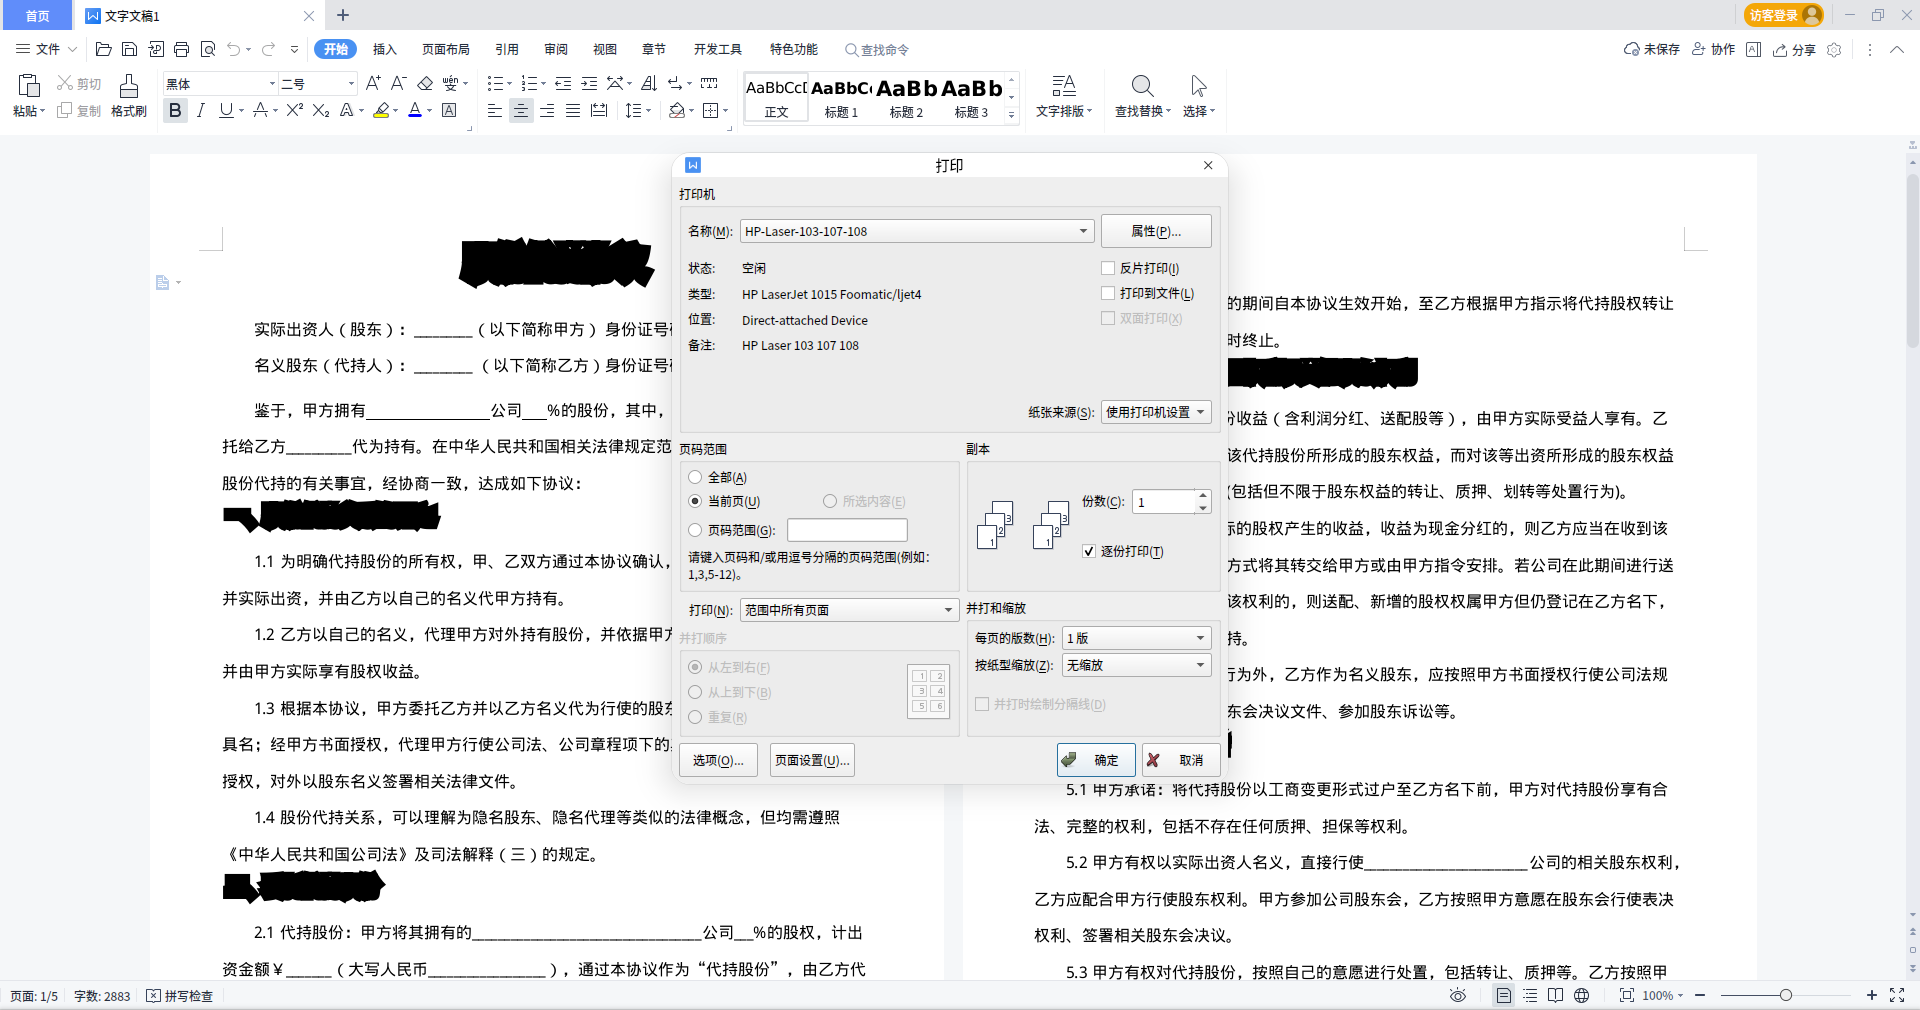 首页
文字文稿1
访客登录
文件
开始
插入
页面布局
引用
审阅
视图
章节
开发工具
特色功能
查找命令
未保存
协作
分享
粘贴
剪切
复制
格式刷
黑体
二号
AaBbCcD
正文
AaBbC
标题 1
AaBb
标题 2
AaBb
标题 3
文字排版
查找替换
选择
实际出资人（股东）：_______（以下简称甲方）身份证号
名义股东（代持人）：_______（以下简称乙方）身份证号
鉴于，甲方拥有_______________公司___%的股份，其中，
托给乙方________代为持有。在中华人民共和国相关法律规定范
股份代持的有关事宜，经协商一致，达成如下协议：
1.1 为明确代持股份的所有权，甲、乙双方通过本协议确认，
并实际出资，并由乙方以自己的名义代甲方持有。
1.2 乙方以自己的名义，代理甲方对外持有股份，并依据甲方
并由甲方实际享有股权收益。
1.3 根据本协议，甲方委托乙方并以乙方名义代为行使的股东
具名；经甲方书面授权，代理甲方行使公司法、公司章程项下的
授权，对外以股东名义签署相关法律文件。
1.4 股份代持关系，可以理解为隐名股东、隐名代理等类似的法律概念，但均需遵照
《中华人民共和国公司法》及司法解释（三）的规定。
2.1 代持股份：甲方将其拥有的____________________________公司__%的股权，计出
资金额￥______（大写人民币______________），通过本协议作为“代持股份”，由乙方代
打印
打印机
名称(M):
HP-Laser-103-107-108
属性(P)...
状态:
空闲
类型:
HP LaserJet 1015 Foomatic/ljet4
位置:
Direct-attached Device
备注:
HP Laser 103 107 108
反片打印(I)
打印到文件(L)
双面打印(X)
纸张来源(S):
使用打印机设置
页码范围
全部(A)
当前页(U)
所选内容(E)
页码范围(G):
请键入页码和/或用逗号分隔的页码范围(例如:
1,3,5-12)。
副本
份数(C):
1
逐份打印(T)
打印(N):
范围中所有页面
并打顺序
从左到右(F)
从上到下(B)
重复(R)
并打和缩放
每页的版数(H):
1 版
按纸型缩放(Z):
无缩放
并打时绘制分隔线(D)
选项(O)...
页面设置(U)...
确定
取消
的期间自本协议生效开始，至乙方根据甲方指示将代持股权转让
时终止。
份收益（含利润分红、送配股等），由甲方实际受益人享有。乙
该代持股份所形成的股东权益，而对该等出资所形成的股东权益
(包括但不限于股东权益的转让、质押、划转等处置行为)。
际的股权产生的收益，收益为现金分红的，则乙方应当在收到该
方式将其转交给甲方或由甲方指令安排。若公司在此期间进行送
该权利的，则送配、新增的股权权属甲方但仍登记在乙方名下，
持。
行为外，乙方作为名义股东，应按照甲方书面授权行使公司法规
东会决议文件、参加股东诉讼等。
5.1 甲方承诺：将代持股份以工商变更形式过户至乙方名下前，甲方对代持股份享有合
法、完整的权利，包括不存在任何质押、担保等权利。
5.2 甲方有权以实际出资人名义，直接行使____________________公司的相关股东权利，
乙方应配合甲方行使股东权利。甲方参加公司股东会，乙方按照甲方意愿在股东会行使表决
权利、签署相关股东会决议。
5.3 甲方有权对代持股份，按照自己的意愿进行处置，包括转让、质押等。乙方按照甲
页面: 1/5
字数: 2883
拼写检查
100%